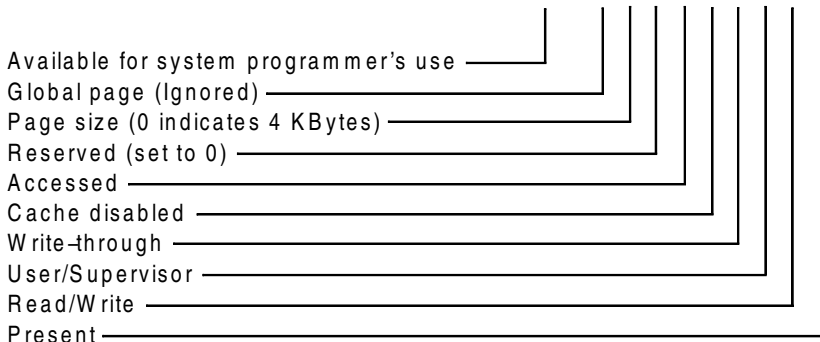 Available for system programmer’s use
Global page (Ignored)
Page size (0 indicates 4 KBytes)
Reserved (set to 0)
Accessed
Cache disabled
Write–through
User/Supervisor
Read/Write
Present